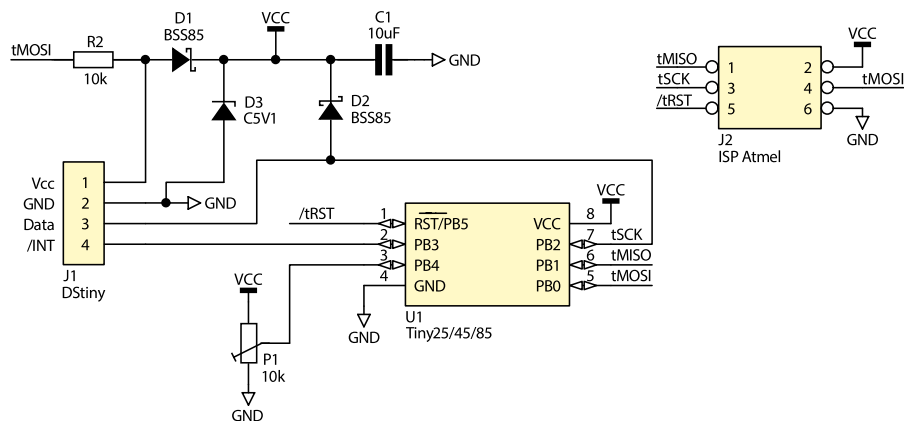 tMOSI
R2
10k
D1
BSS85
VCC
C1
10uF
GND
D3
C5V1
D2
BSS85
Vcc 1
GND 2
Data 3
/INT 4
J1
DStiny
GND
/tRST
1 RST/PB5
2 PB3
3 PB4
4 GND
VCC 8
PB2 7 tSCK
PB1 6 tMISO
PB0 5 tMOSI
VCC
U1
Tiny25/45/85
GND
VCC
P1
10k
GND
tMISO 1
tSCK 3
/tRST 5
2 VCC
4 tMOSI
6 GND
J2
ISP Atmel